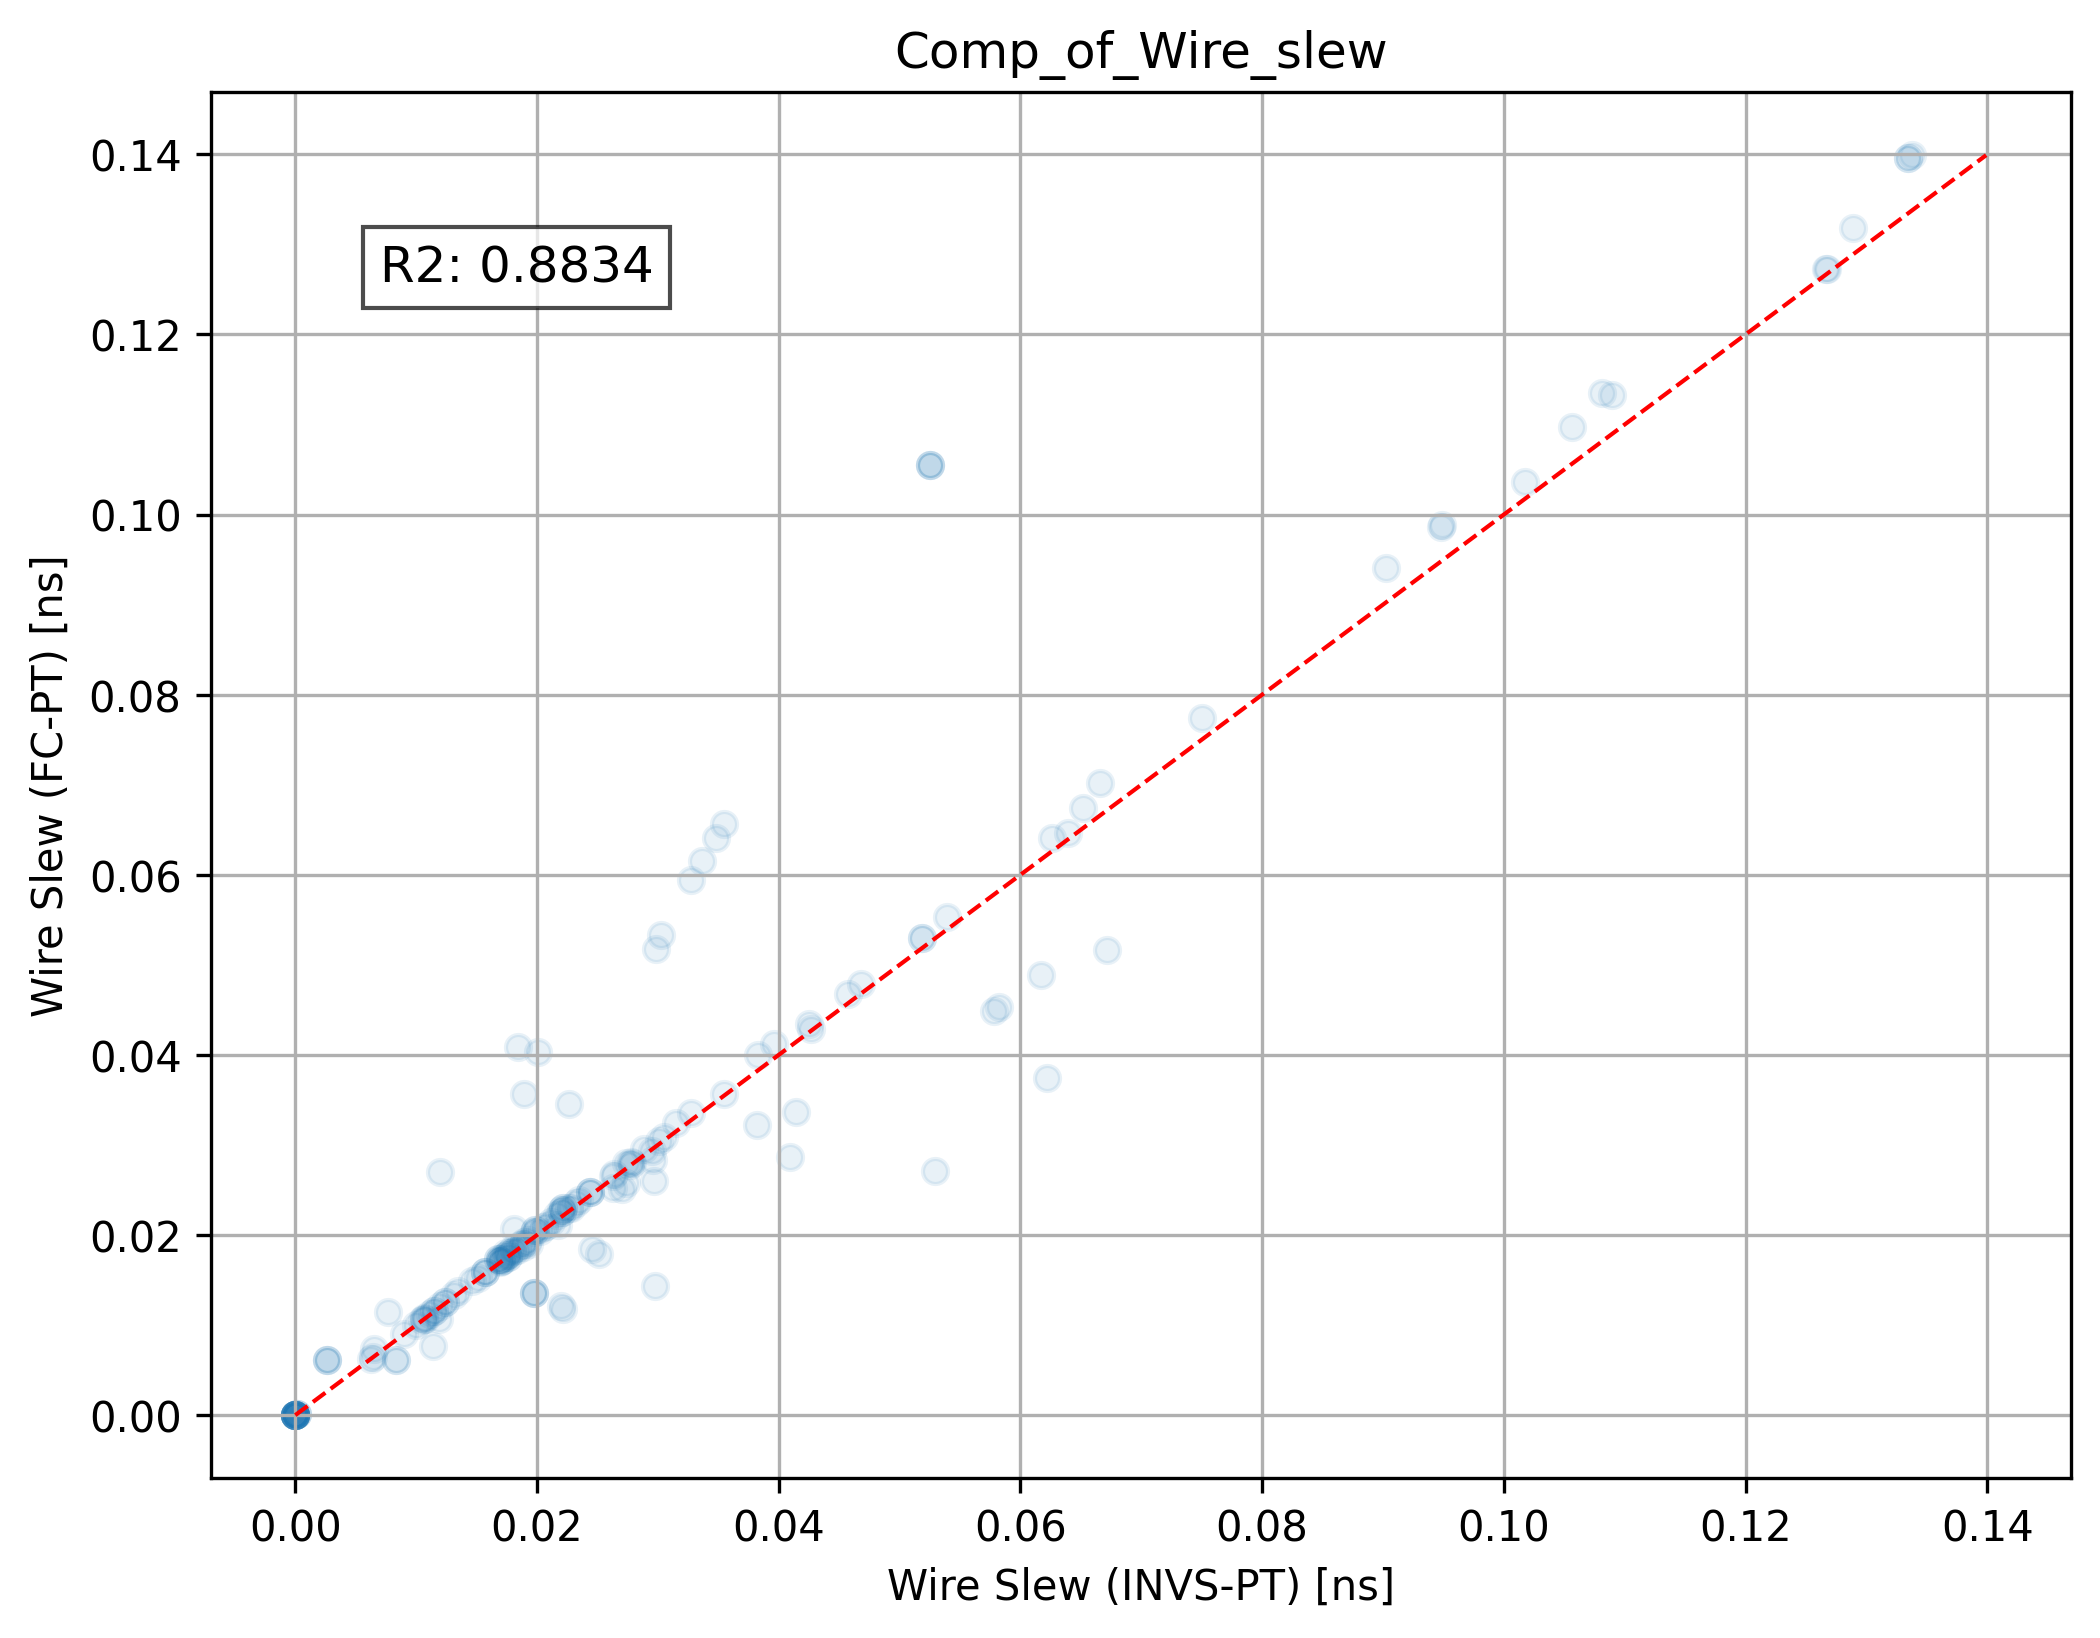 Comp_of_Wire_slew
R2: 0.8834
Wire Slew (FC-PT) [ns]
0.14
0.12
0.10
0.08
0.06
0.04
0.02
0.00
0.00 0.02 0.04 0.06 0.08 0.10 0.12 0.14
Wire Slew (INVS-PT) [ns]